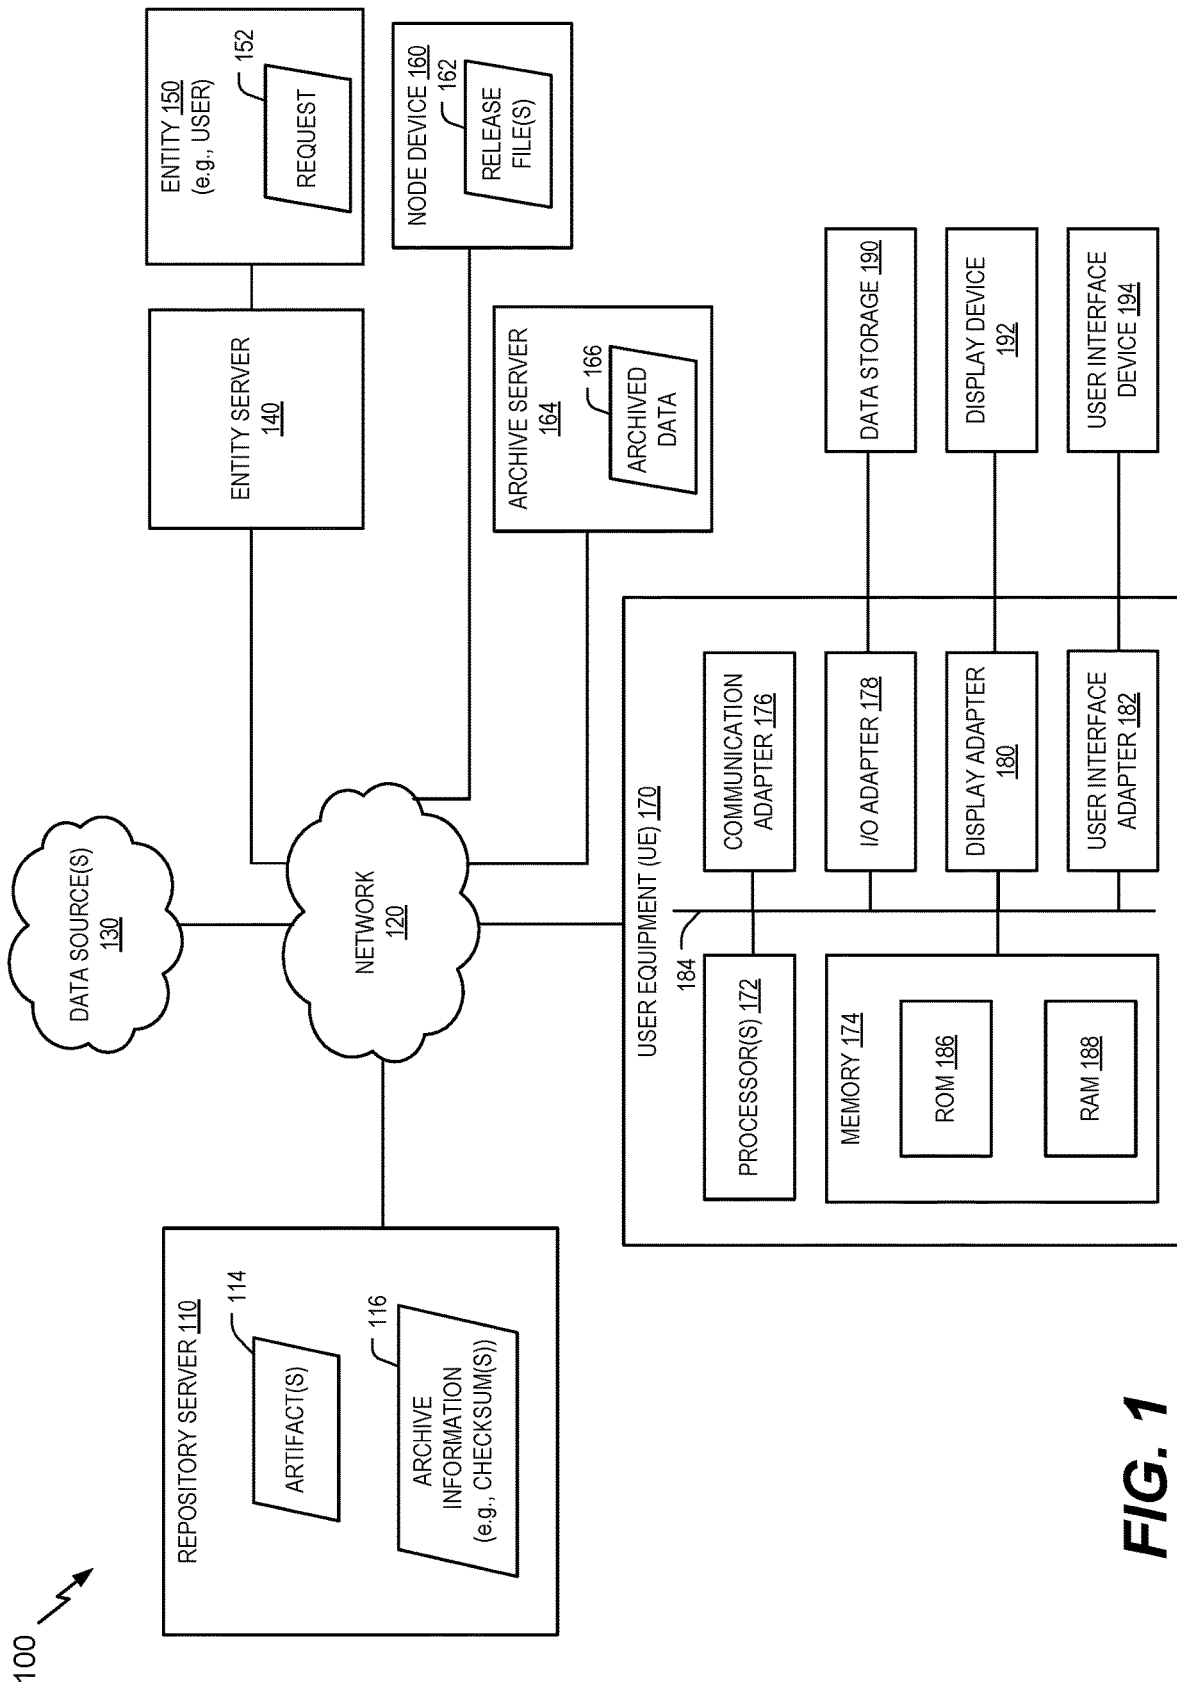 100
REPOSITORY SERVER 110
114
ARTIFACT(S)
116
ARCHIVE
INFORMATION
(e.g., CHECKSUM(S))
DATA SOURCE(S)
130
NETWORK
120
ENTITY SERVER
140
ENTITY 150
(e.g., USER)
152
REQUEST
NODE DEVICE 160
162
RELEASE
FILE(S)
ARCHIVE SERVER
164
166
ARCHIVED
DATA
USER EQUIPMENT (UE) 170
184
PROCESSOR(S) 172
COMMUNICATION
ADAPTER 176
MEMORY 174
ROM 186
RAM 188
I/O ADAPTER 178
DISPLAY ADAPTER
180
USER INTERFACE
ADAPTER 182
DATA STORAGE 190
DISPLAY DEVICE
192
USER INTERFACE
DEVICE 194
FIG. 1